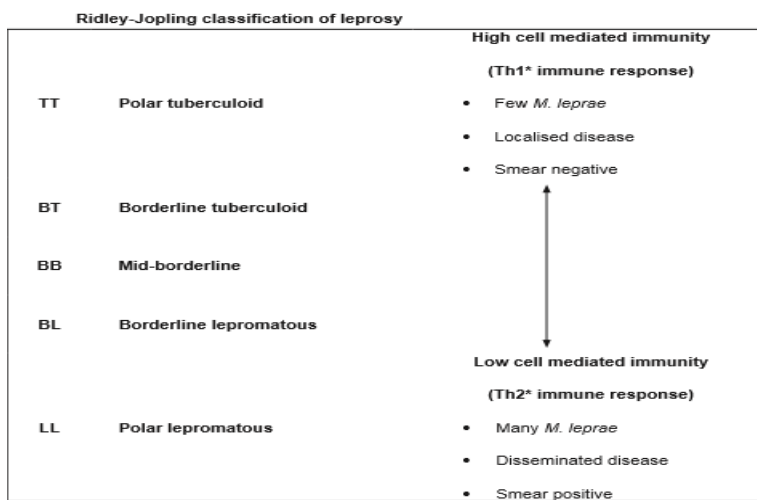 Ridley-Jopling classification of leprosy
High cell mediated immunity
(Th1* immune response)
TT Polar tuberculoid • Few M. leprae
• Localised disease
• Smear negative
BT Borderline tuberculoid
BB Mid-borderline
BL Borderline lepromatous
Low cell mediated immunity
(Th2* immune response)
LL Polar lepromatous • Many M. leprae
• Disseminated disease
• Smear positive